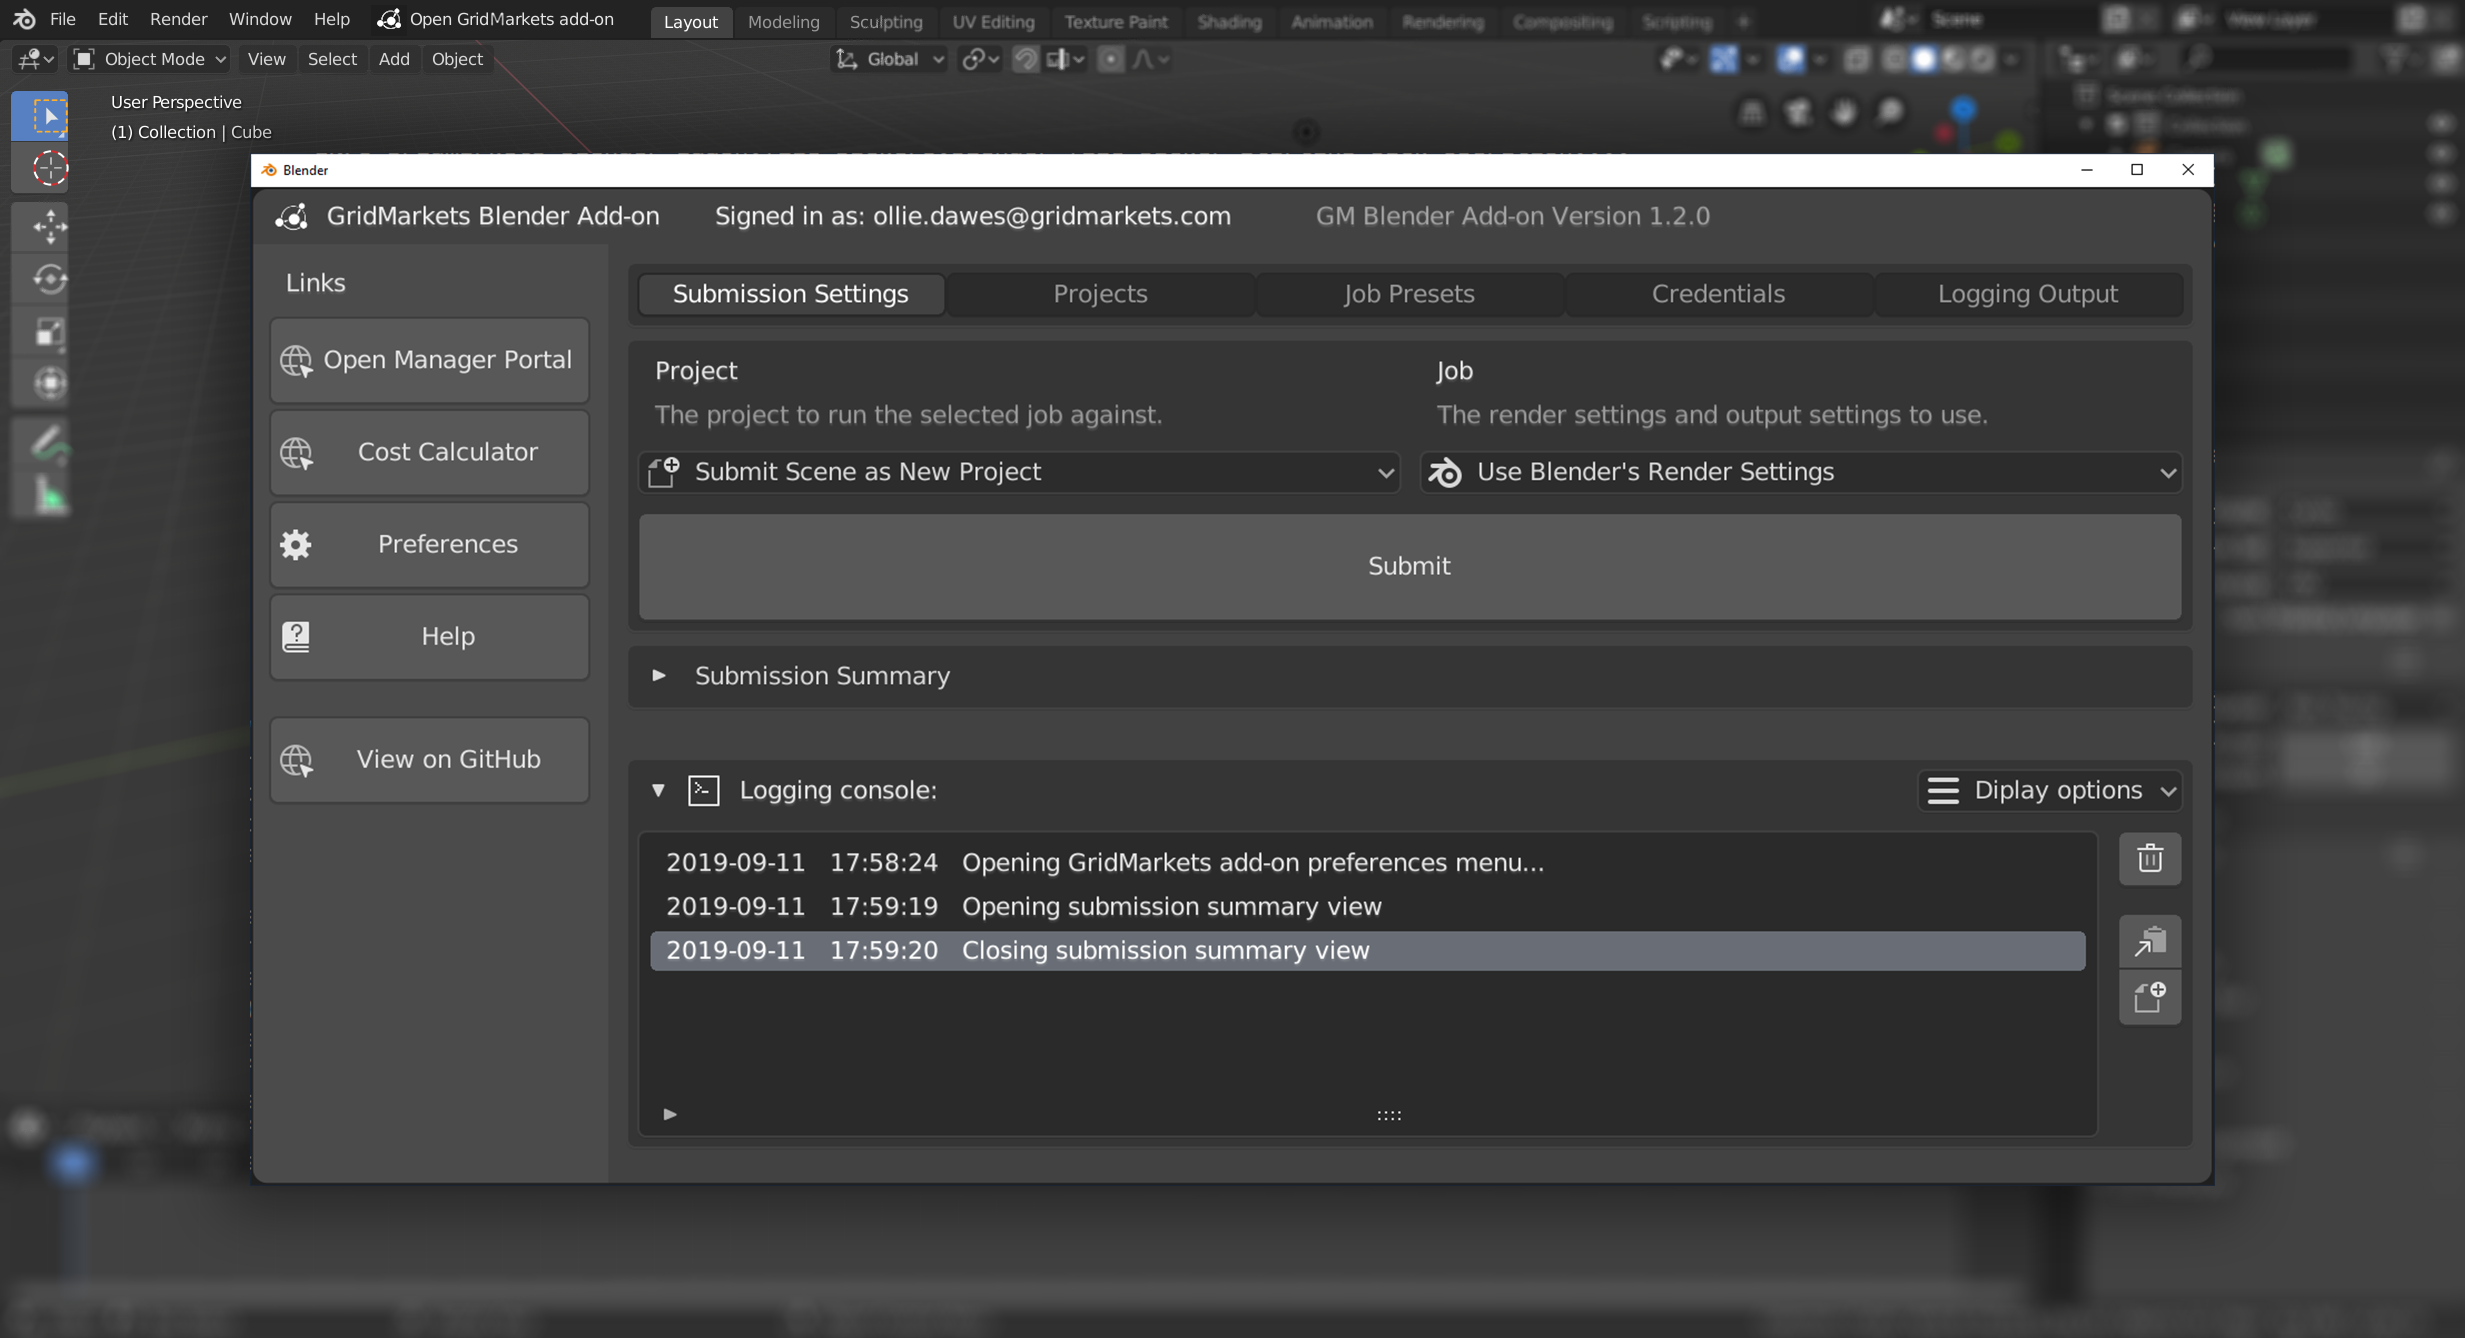 File Edit Render Window Help Open GridMarkets add-on Layout Modeling Sculpting UV Editing Texture Paint Shading Animation Rendering Compositing Scripting + Scene View Layer
Object Mode View Select Add Object Global
User Perspective
(1) Collection | Cube
Scene Collection
Collection
Blender
GridMarkets Blender Add-on Signed in as: ollie.dawes@gridmarkets.com GM Blender Add-on Version 1.2.0
Links
Open Manager Portal
Cost Calculator
Preferences
Help
View on GitHub
Submission Settings Projects Job Presets Credentials Logging Output
Project
The project to run the selected job against.
Submit Scene as New Project
Job
The render settings and output settings to use.
Use Blender's Render Settings
Submit
Submission Summary
Logging console:
Diplay options
2019-09-11 17:58:24 Opening GridMarkets add-on preferences menu...
2019-09-11 17:59:19 Opening submission summary view
2019-09-11 17:59:20 Closing submission summary view